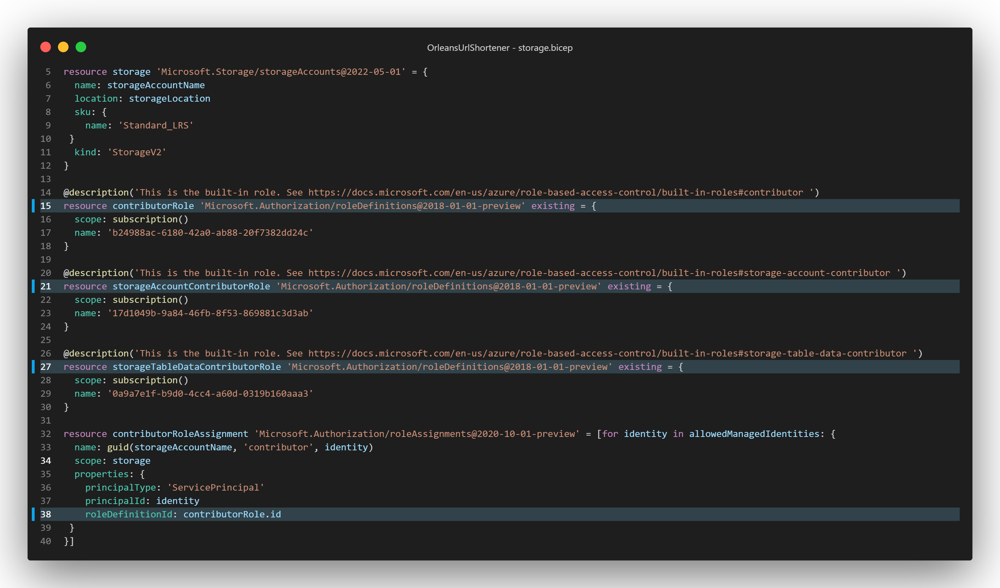 OrleansUrlShortener - storage.bicep
5 resource storage 'Microsoft.Storage/storageAccounts@2022-05-01' = {
6   name: storageAccountName
7   location: storageLocation
8   sku: {
9     name: 'Standard_LRS'
10  }
11   kind: 'StorageV2'
12 }
13
14 @description('This is the built-in role. See https://docs.microsoft.com/en-us/azure/role-based-access-control/built-in-roles#contributor ')
15 resource contributorRole 'Microsoft.Authorization/roleDefinitions@2018-01-01-preview' existing = {
16   scope: subscription()
17   name: 'b24988ac-6180-42a0-ab88-20f7382dd24c'
18 }
19
20 @description('This is the built-in role. See https://docs.microsoft.com/en-us/azure/role-based-access-control/built-in-roles#storage-account-contributor ')
21 resource storageAccountContributorRole 'Microsoft.Authorization/roleDefinitions@2018-01-01-preview' existing = {
22   scope: subscription()
23   name: '17d1049b-9a84-46fb-8f53-869881c3d3ab'
24 }
25
26 @description('This is the built-in role. See https://docs.microsoft.com/en-us/azure/role-based-access-control/built-in-roles#storage-table-data-contributor ')
27 resource storageTableDataContributorRole 'Microsoft.Authorization/roleDefinitions@2018-01-01-preview' existing = {
28   scope: subscription()
29   name: '0a9a7e1f-b9d0-4cc4-a60d-0319b160aaa3'
30 }
31
32 resource contributorRoleAssignment 'Microsoft.Authorization/roleAssignments@2020-10-01-preview' = [for identity in allowedManagedIdentities: {
33   name: guid(storageAccountName, 'contributor', identity)
34   scope: storage
35   properties: {
36     principalType: 'ServicePrincipal'
37     principalId: identity
38     roleDefinitionId: contributorRole.id
39  }
40 }]